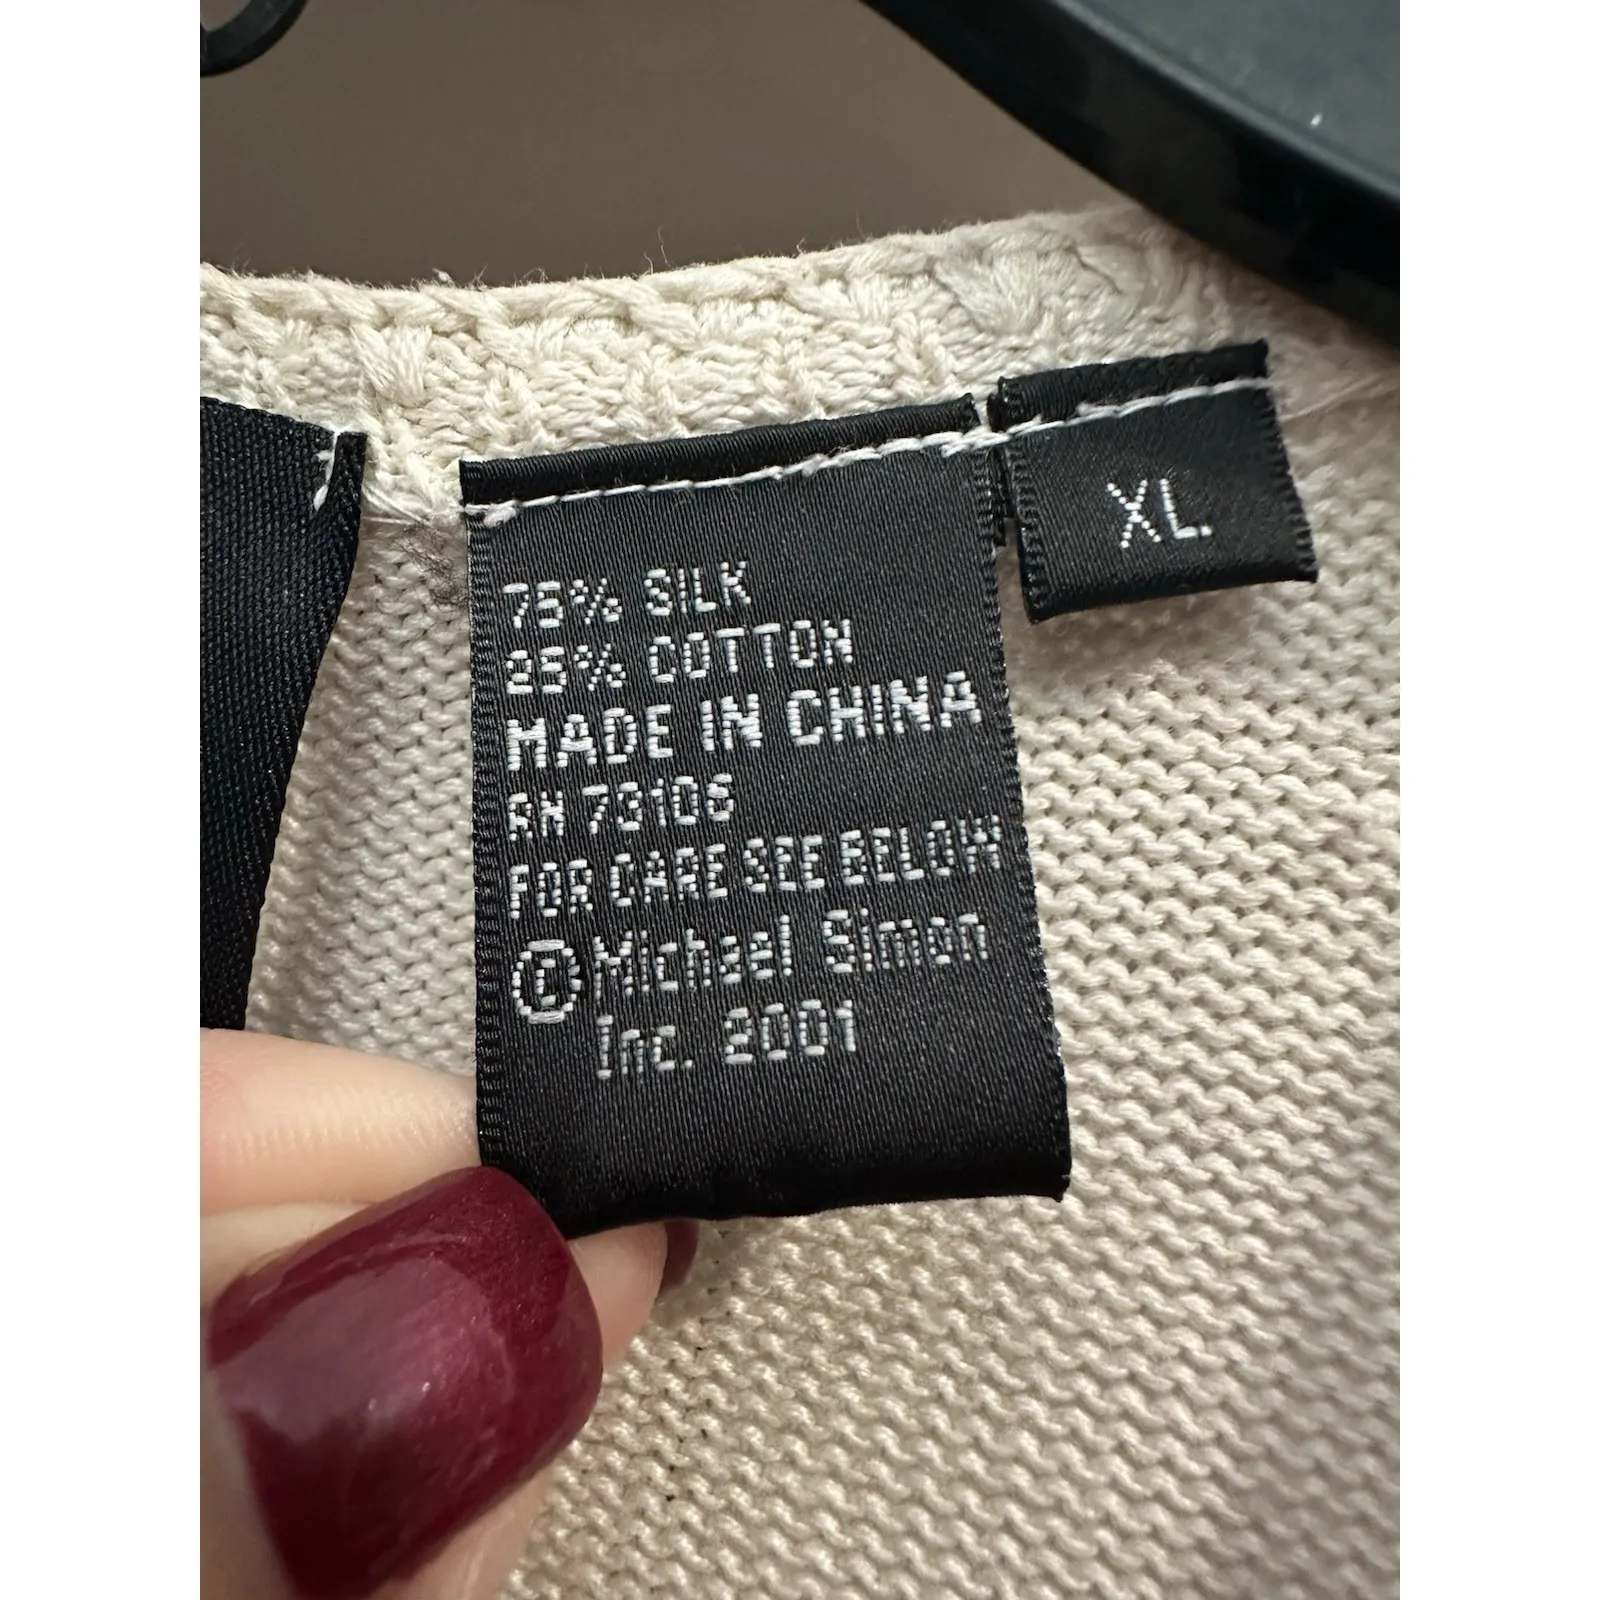 XL.
75% SILK
25% COTTON
MADE IN CHINA
RN 73106
FOR CARE SEE BELOW
©Michael Simon
Inc. 2001